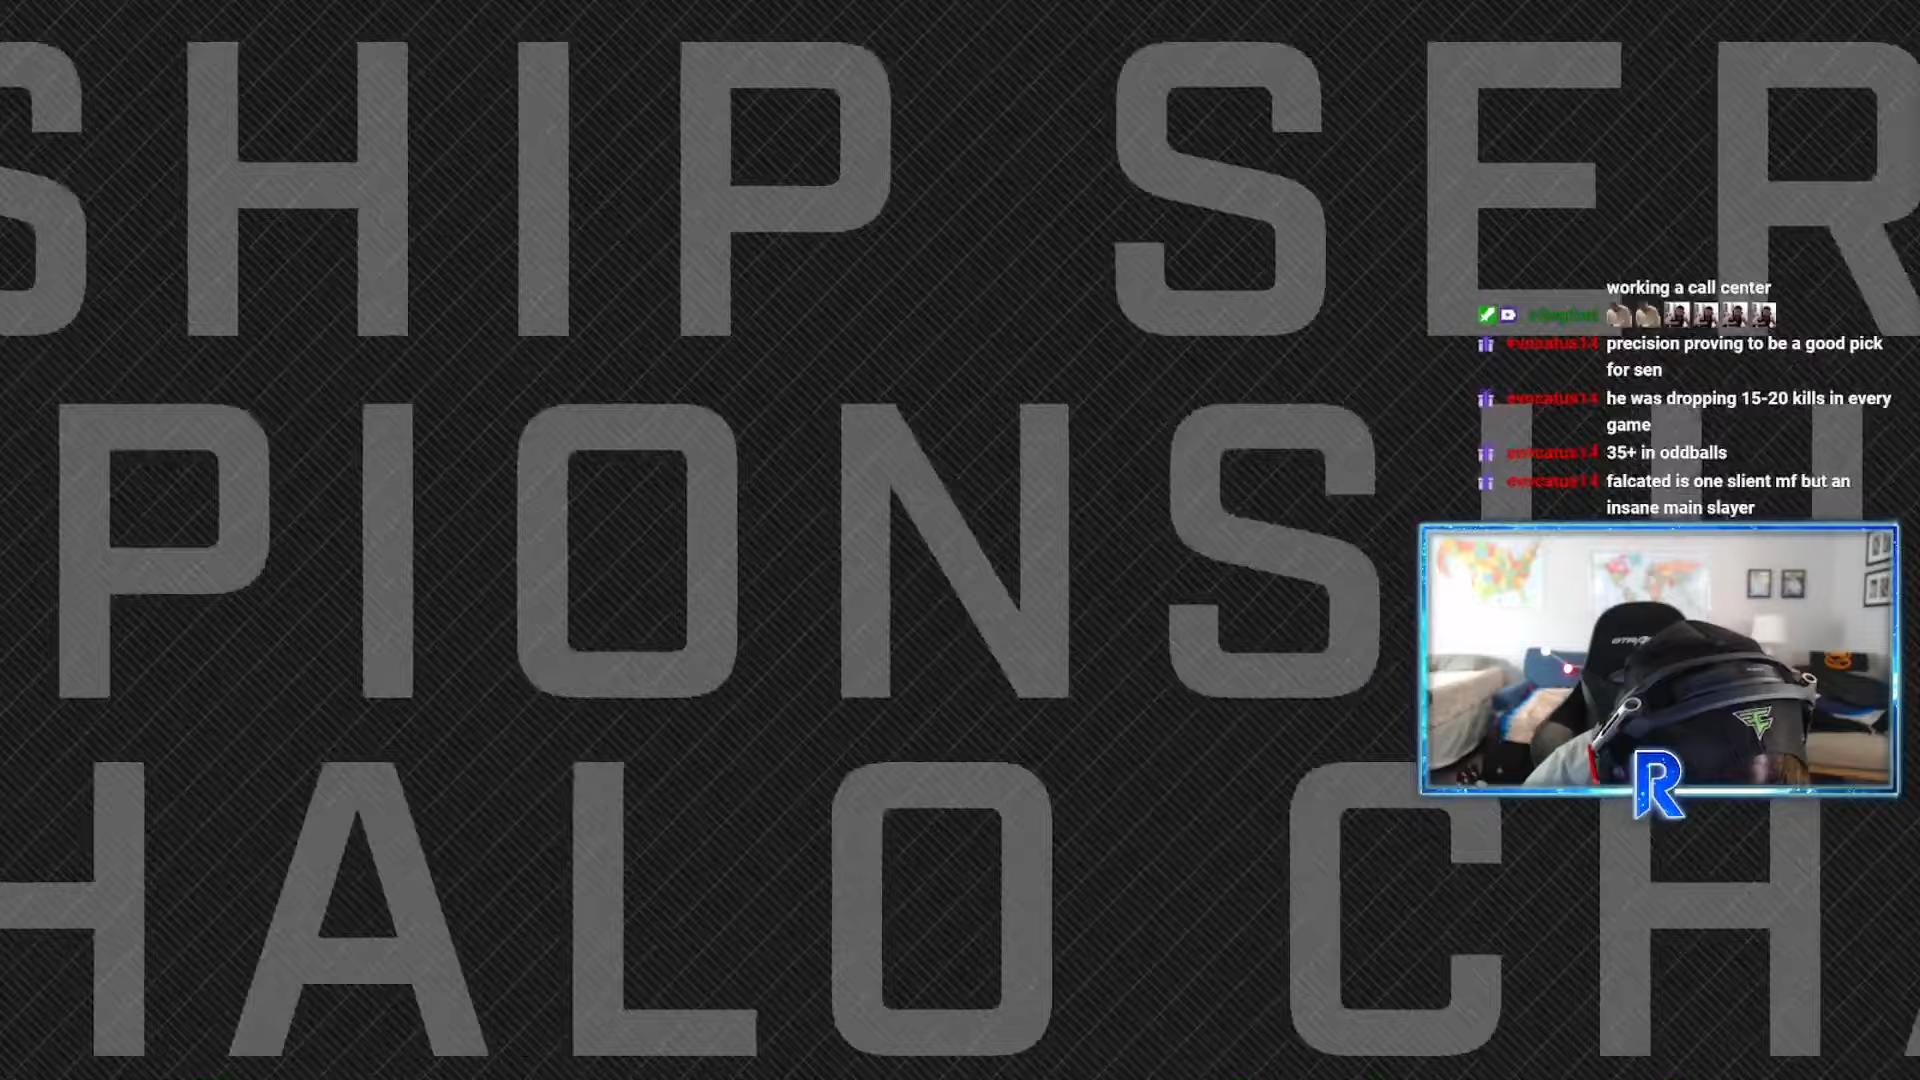 SHIP SER
working a call center
precision proving to be a good pick
for sen
he was dropping 15-20 kills in every
game
35+ in oddballs
falcated is one slient mf but an
insane main slayer
PIONS
HALO CH
R